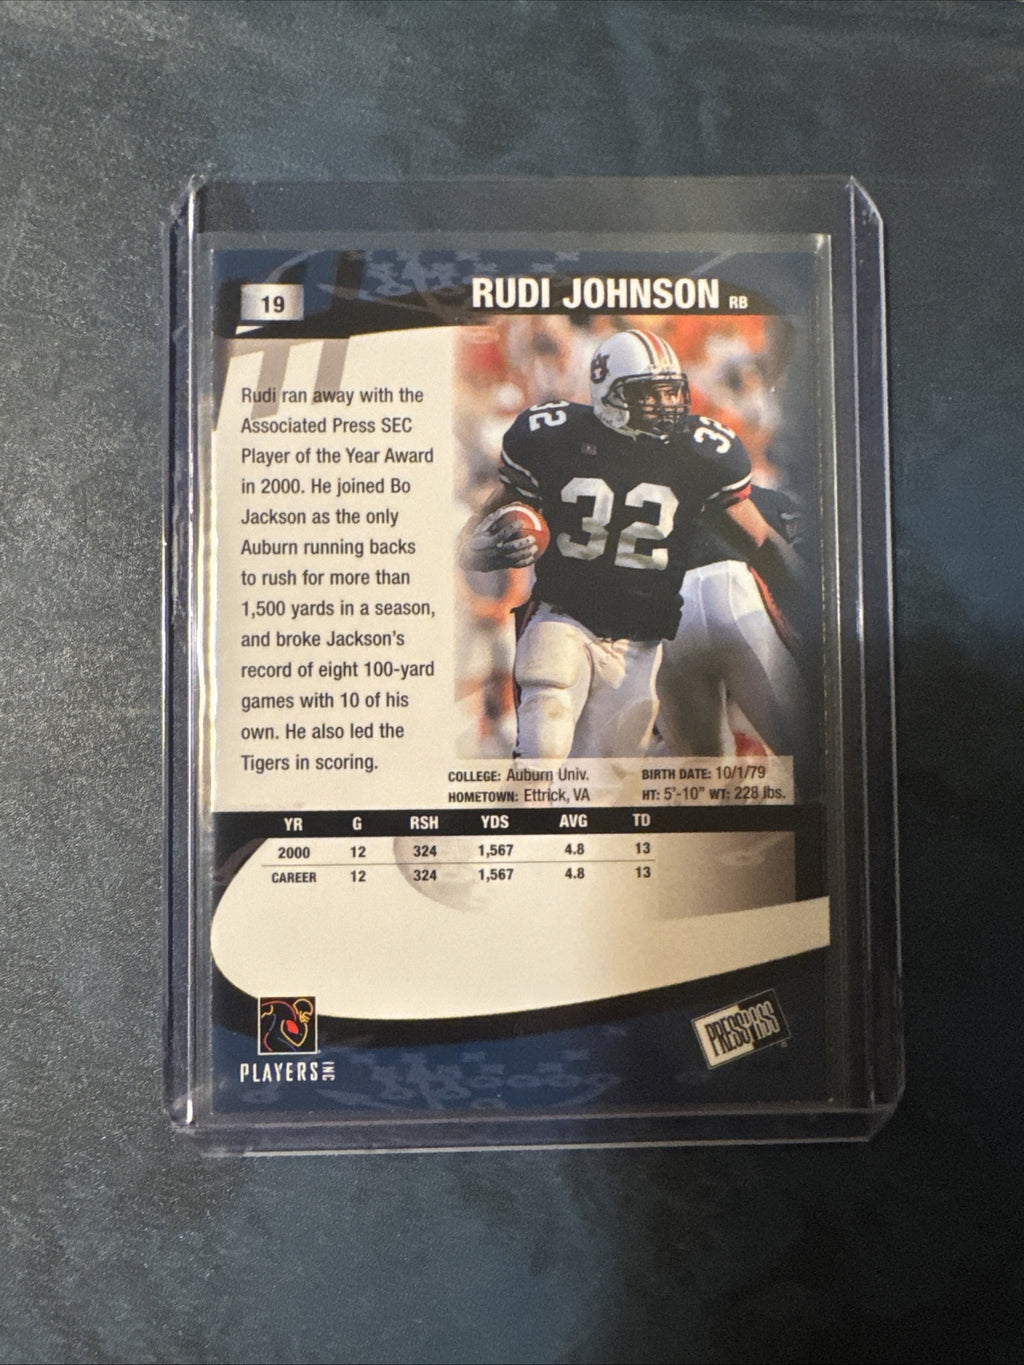 19
RUDI JOHNSON RB
Rudi ran away with the
Associated Press SEC
Player of the Year Award
in 2000. He joined Bo
Jackson as the only
Auburn running backs
to rush for more than
1,500 yards in a season,
and broke Jackson's
record of eight 100-yard
games with 10 of his
own. He also led the
Tigers in scoring.
32
32
32
COLLEGE: Auburn Univ.
HOMETOWN: Ettrick, VA
BIRTH DATE: 10/1/79
HT: 5'-10" WT: 228 lbs.
YR G RSH YDS AVG TD
2000 12 324 1,567 4.8 13
CAREER 12 324 1,567 4.8 13
PLAYERS INC
PRESS PASS